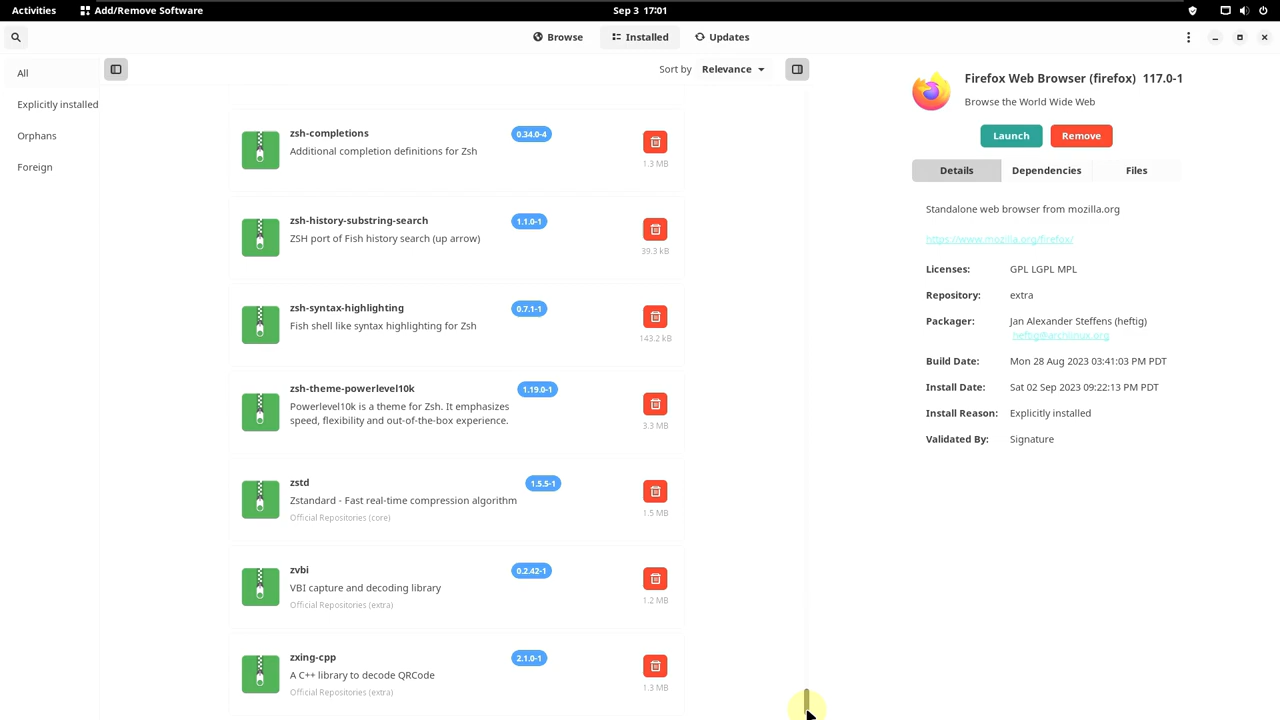 Activities
Add/Remove Software
Sep 3 17:01
Browse
Installed
Updates
All
Explicitly installed
Orphans
Foreign
Sort by
Relevance
zsh-completions
0.34.0-4
Additional completion definitions for Zsh
1.3 MB
zsh-history-substring-search
1.1.0-1
ZSH port of Fish history search (up arrow)
39.3 kB
zsh-syntax-highlighting
0.7.1-1
Fish shell like syntax highlighting for Zsh
143.2 kB
zsh-theme-powerlevel10k
1.19.0-1
Powerlevel10k is a theme for Zsh. It emphasizes
speed, flexibility and out-of-the-box experience.
3.3 MB
zstd
1.5.5-1
Zstandard - Fast real-time compression algorithm
Official Repositories (core)
1.5 MB
zvbi
0.2.42-1
VBI capture and decoding library
Official Repositories (extra)
1.2 MB
zxing-cpp
2.1.0-1
A C++ library to decode QRCode
Official Repositories (extra)
1.3 MB
Firefox Web Browser (firefox) 117.0-1
Browse the World Wide Web
Launch
Remove
Details
Dependencies
Files
Standalone web browser from mozilla.org
https://www.mozilla.org/firefox/
Licenses: GPL LGPL MPL
Repository: extra
Packager: Jan Alexander Steffens (heftig)
heftig@archlinux.org
Build Date: Mon 28 Aug 2023 03:41:03 PM PDT
Install Date: Sat 02 Sep 2023 09:22:13 PM PDT
Install Reason: Explicitly installed
Validated By: Signature